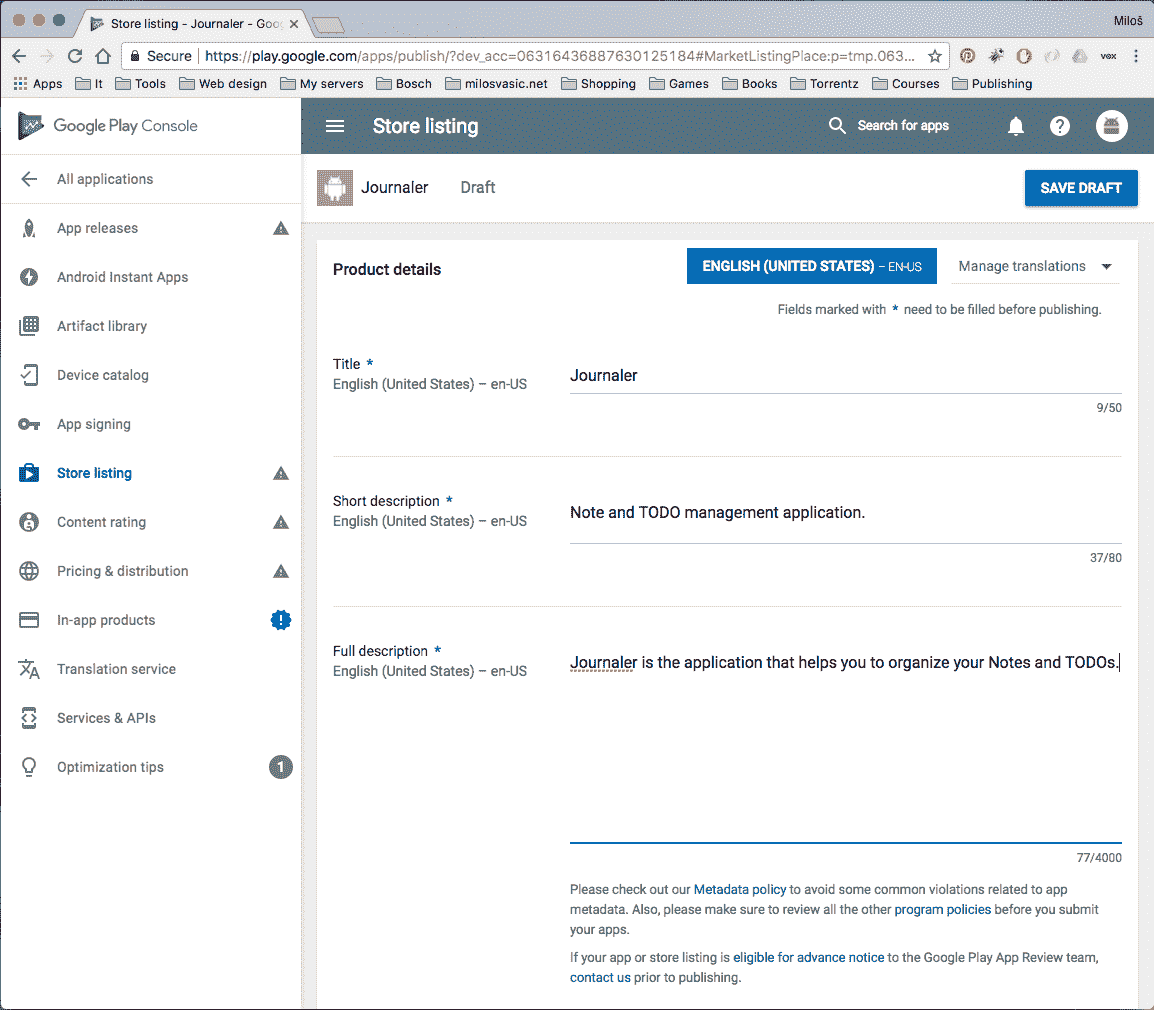 Store listing - Journaler - Goo
Miloš
Secure
https://play.google.com/apps/publish/?dev_acc=06316436887630125184#MarketListingPlace:p=tmp.063...
vox
Apps
It
Tools
Web design
My servers
Bosch
milosvasic.net
Shopping
Games
Books
Torrentz
Courses
Publishing
Google Play Console
Store listing
Search for apps
All applications
Journaler
Draft
SAVE DRAFT
App releases
Android Instant Apps
Artifact library
Device catalog
App signing
Store listing
Content rating
Pricing & distribution
In-app products
Translation service
Services & APIs
Optimization tips
1
Product details
ENGLISH (UNITED STATES) – EN-US
Manage translations
Fields marked with * need to be filled before publishing.
Title *
English (United States) – en-US
Journaler
9/50
Short description *
English (United States) – en-US
Note and TODO management application.
37/80
Full description *
English (United States) – en-US
Journaler is the application that helps you to organize your Notes and TODOs.
77/4000
Please check out our Metadata policy to avoid some common violations related to app
metadata. Also, please make sure to review all the other program policies before you submit
your apps.
If your app or store listing is eligible for advance notice to the Google Play App Review team,
contact us prior to publishing.